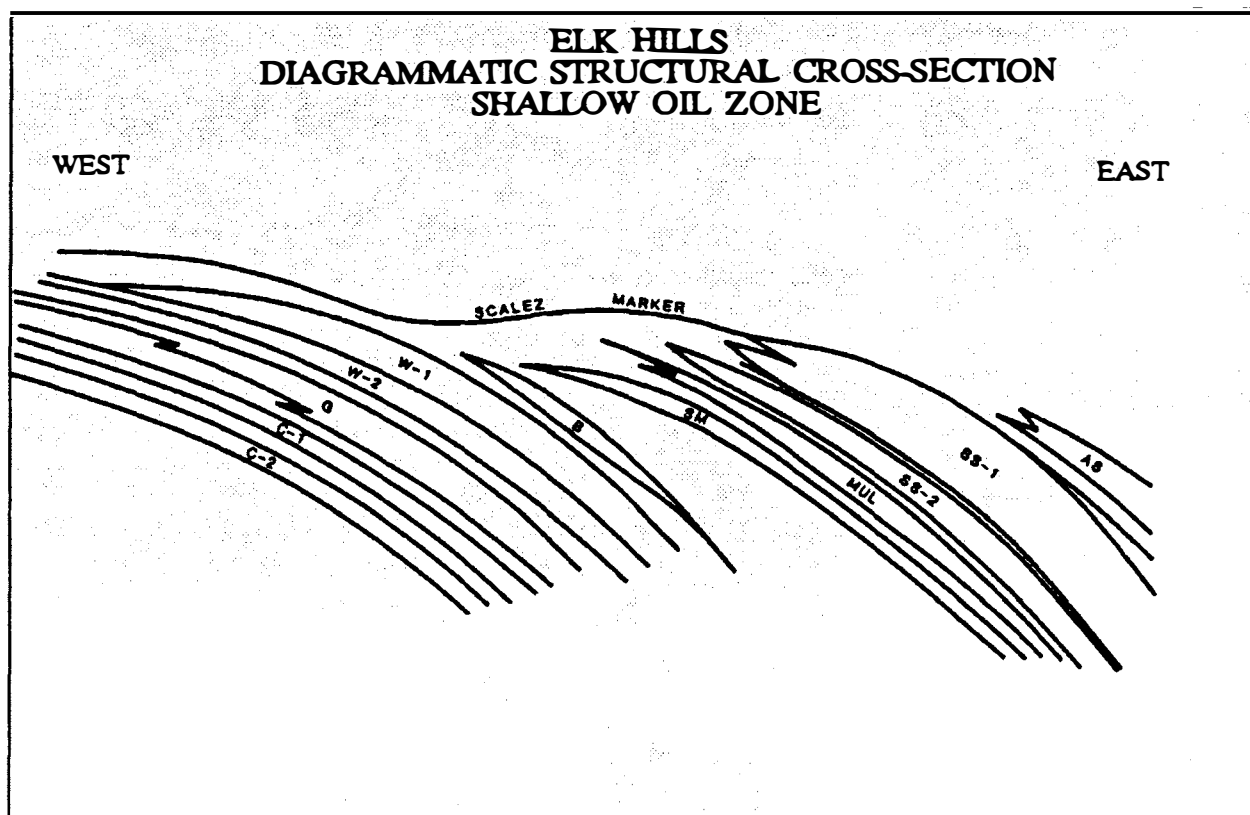 ELK HILLS
DIAGRAMMATIC STRUCTURAL CROSS-SECTION
SHALLOW OIL ZONE
WEST
EAST
SCALEZ MARKER
W-1
W-2
G
C-1
C-2
B
SM
MUL
SS-2
SS-1
AS